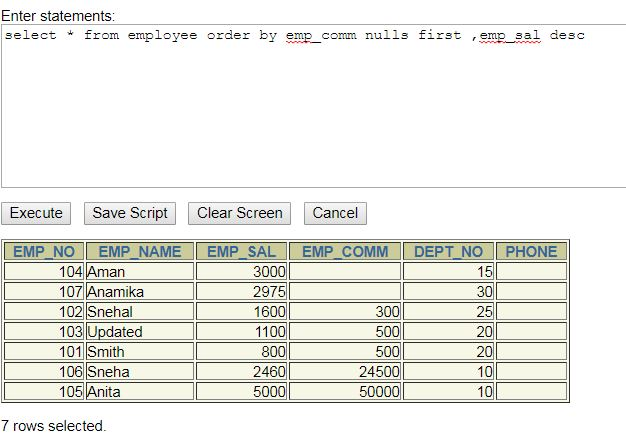 Enter statements:
select * from employee order by emp_comm nulls first ,emp_sal desc
Execute Save Script Clear Screen Cancel
EMP_NO EMP_NAME EMP_SAL EMP_COMM DEPT_NO PHONE
104 Aman 3000 15
107 Anamika 2975 30
102 Snehal 1600 300 25
103 Updated 1100 500 20
101 Smith 800 500 20
106 Sneha 2460 24500 10
105 Anita 5000 50000 10
7 rows selected.